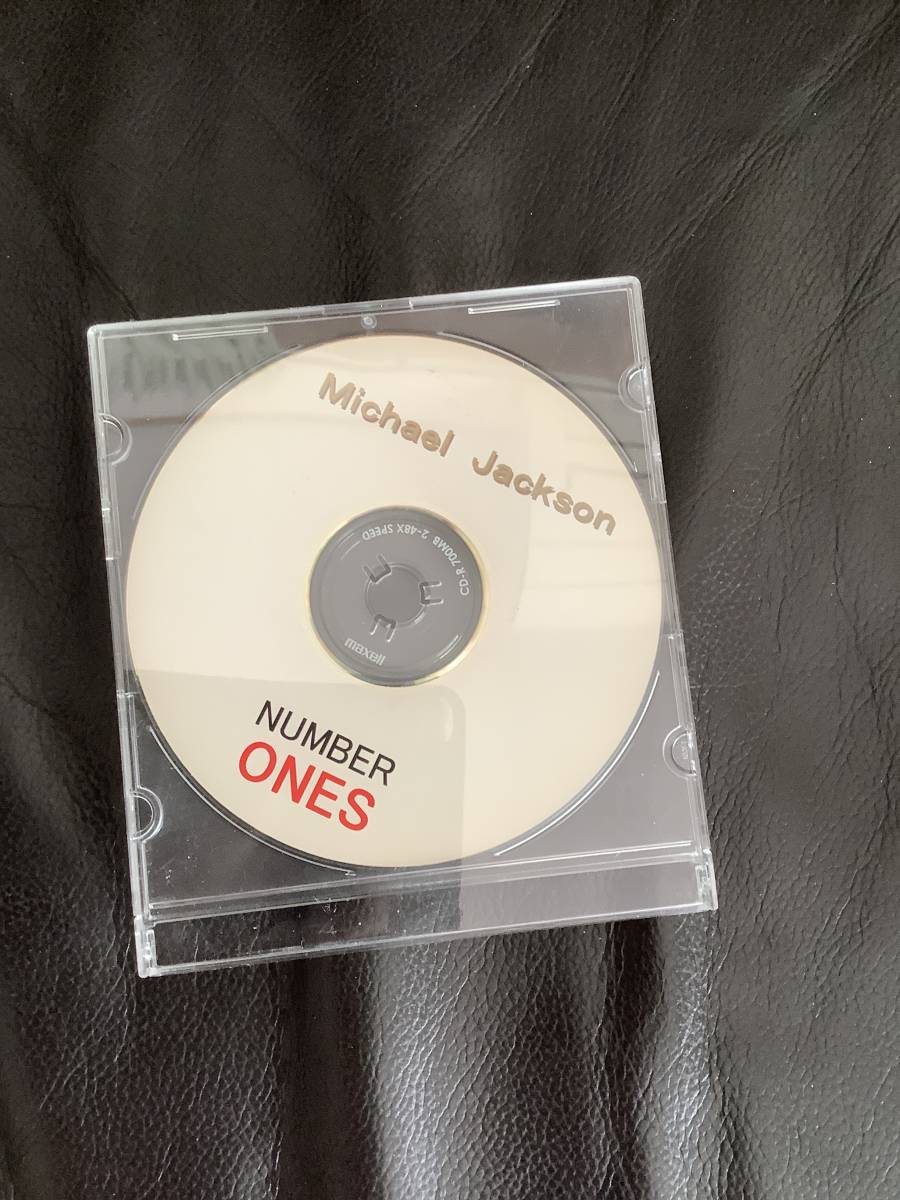 Michael Jackson
CD-R 700MB 2-48X SPEED
maxell
NUMBER
ONES